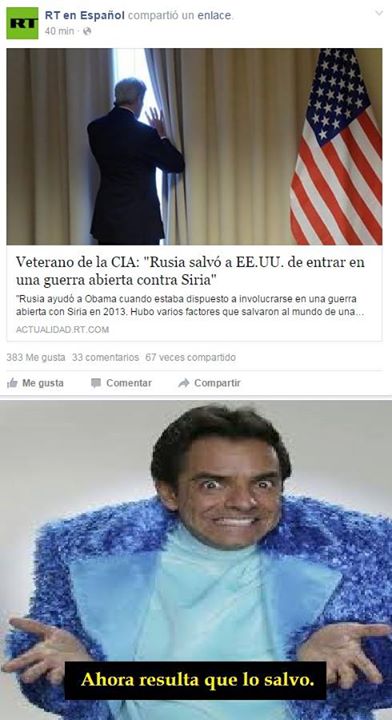 RT
RT en Español compartió un enlace.
40 min ·
Veterano de la CIA: "Rusia salvó a EE.UU. de entrar en
una guerra abierta contra Siria"
"Rusia ayudó a Obama cuando estaba dispuesto a involucrarse en una guerra
abierta con Siria en 2013. Hubo varios factores que salvaron al mundo de una...
ACTUALIDAD.RT.COM
383 Me gusta 33 comentarios 67 veces compartido
Me gusta Comentar Compartir
Ahora resulta que lo salvo.